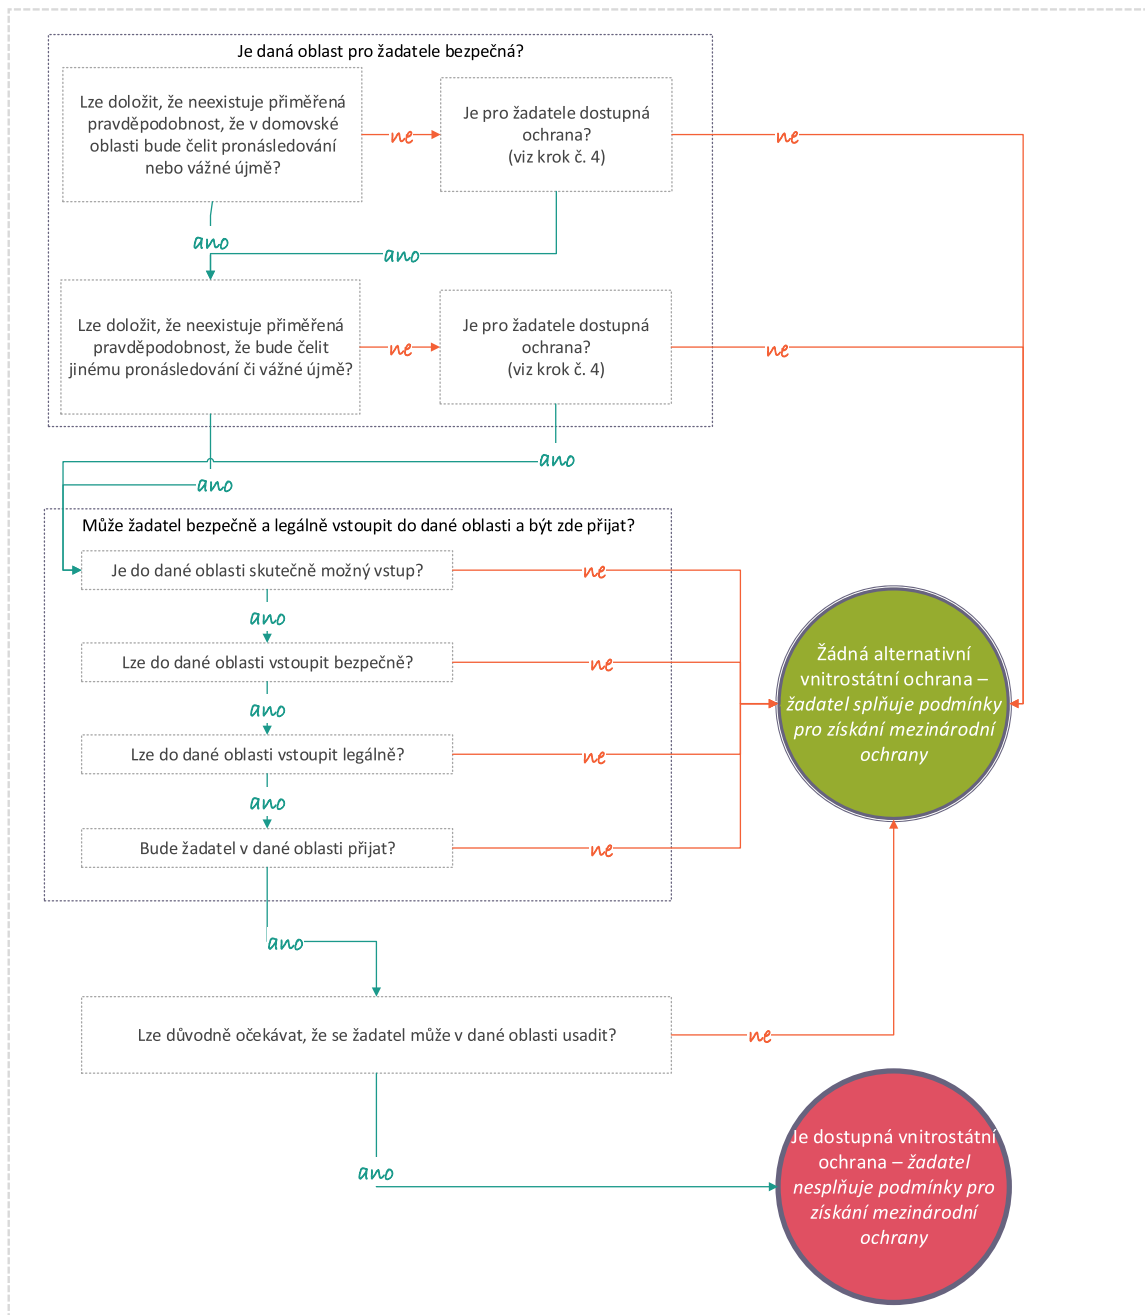 Je daná oblast pro žadatele bezpečná?
Lze doložit, že neexistuje přiměřená
pravděpodobnost, že v domovské
oblasti bude čelit pronásledování
nebo vážné újmě?
ne
Je pro žadatele dostupná
ochrana?
(viz krok č. 4)
ne
ano
ano
Lze doložit, že neexistuje přiměřená
pravděpodobnost, že bude čelit
jinému pronásledování či vážné újmě?
ne
Je pro žadatele dostupná
ochrana?
(viz krok č. 4)
ne
ano
ano
Může žadatel bezpečně a legálně vstoupit do dané oblasti a být zde přijat?
Je do dané oblasti skutečně možný vstup?
ne
ano
Lze do dané oblasti vstoupit bezpečně?
ne
ano
Lze do dané oblasti vstoupit legálně?
ne
ano
Bude žadatel v dané oblasti přijat?
ne
Žádná alternativní
vnitrostátní ochrana –
žadatel splňuje podmínky
pro získání mezinárodní
ochrany
ano
Lze důvodně očekávat, že se žadatel může v dané oblasti usadit?
ne
ano
Je dostupná vnitrostátní
ochrana – žadatel
nesplňuje podmínky pro
získání mezinárodní
ochrany